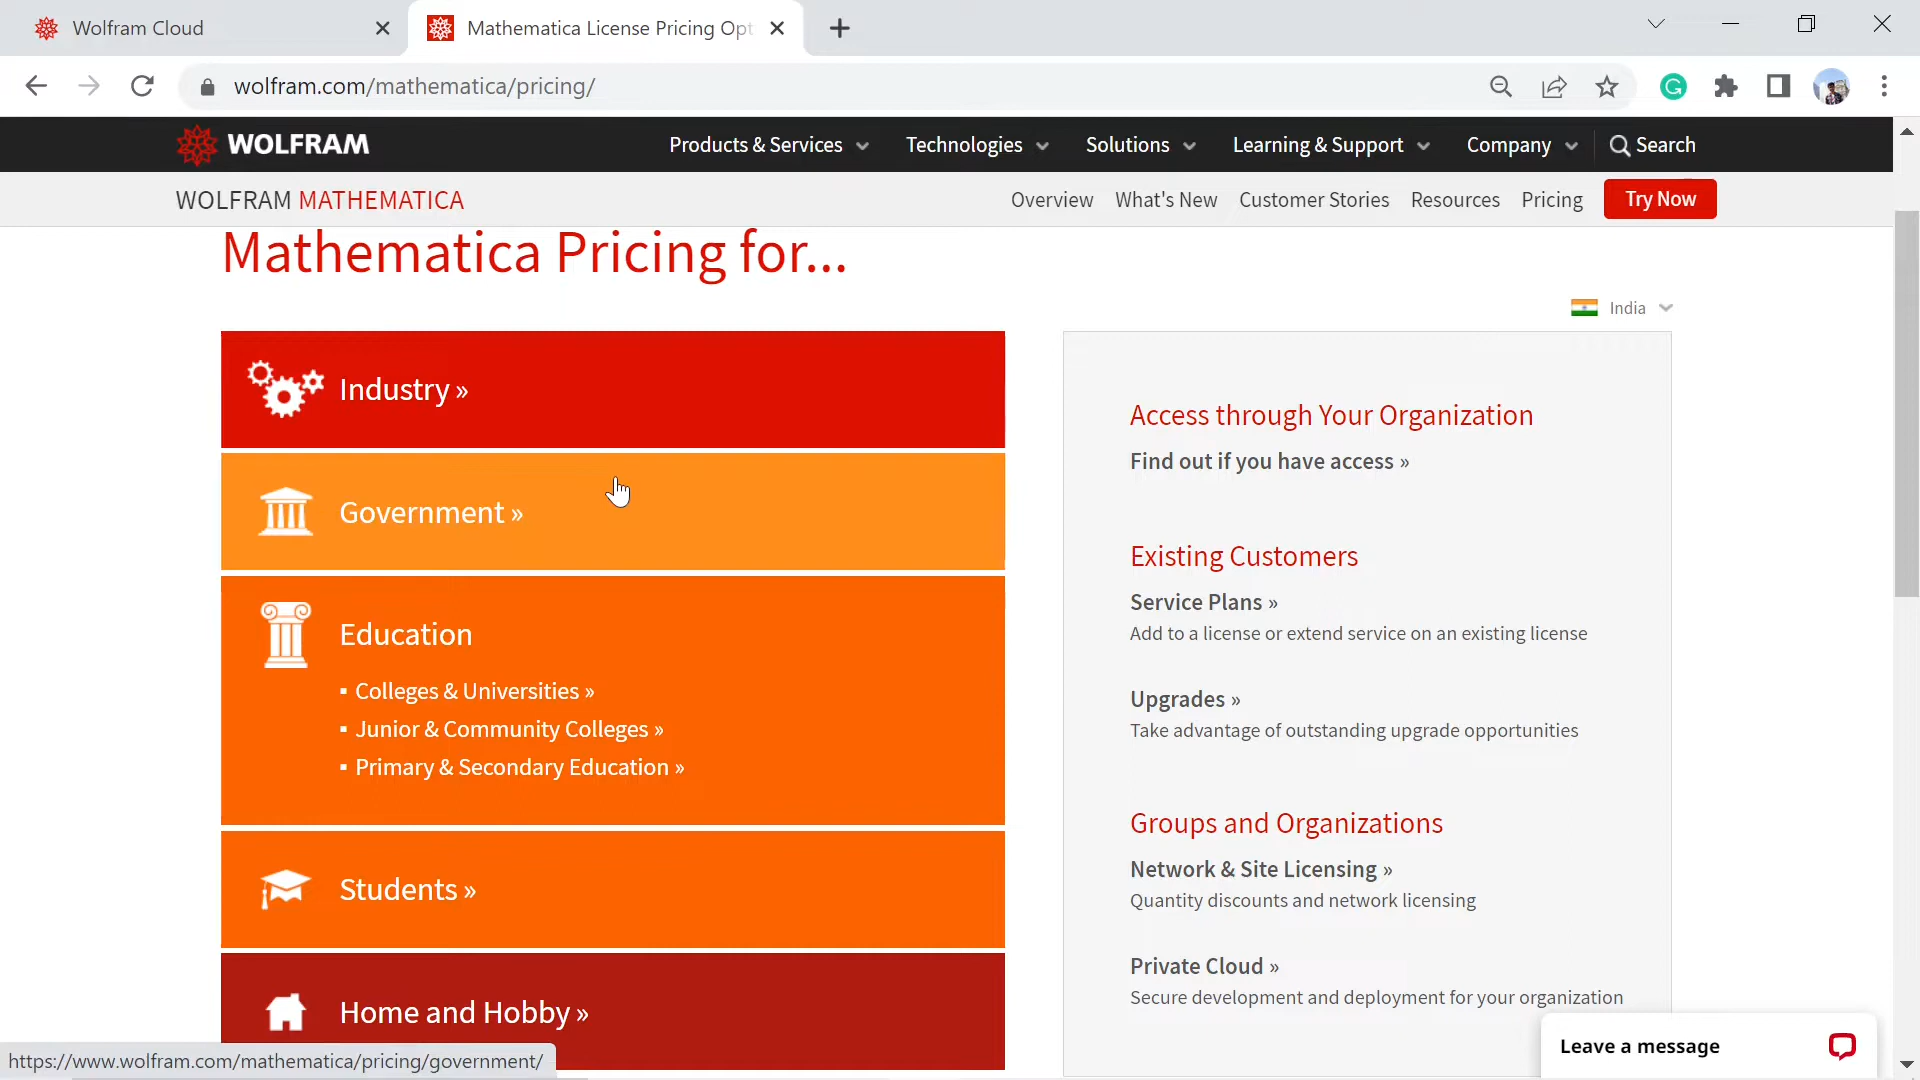 Wolfram Cloud
Mathematica License Pricing Opt
wolfram.com/mathematica/pricing/
WOLFRAM
Products & Services
Technologies
Solutions
Learning & Support
Company
Search
WOLFRAM MATHEMATICA
Overview
What's New
Customer Stories
Resources
Pricing
Try Now
Mathematica Pricing for...
India
Industry »
Government »
Education
▪ Colleges & Universities »
▪ Junior & Community Colleges »
▪ Primary & Secondary Education »
Students »
Home and Hobby »
Access through Your Organization
Find out if you have access »
Existing Customers
Service Plans »
Add to a license or extend service on an existing license
Upgrades »
Take advantage of outstanding upgrade opportunities
Groups and Organizations
Network & Site Licensing »
Quantity discounts and network licensing
Private Cloud »
Secure development and deployment for your organization
Leave a message
https://www.wolfram.com/mathematica/pricing/government/